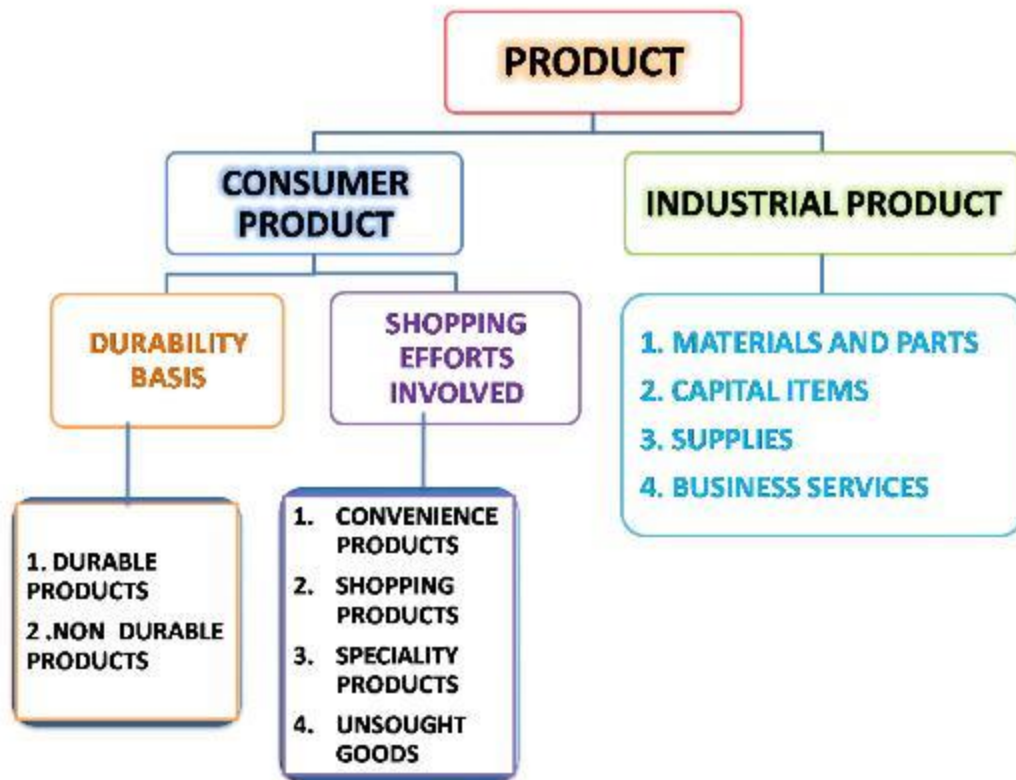 PRODUCT
CONSUMER
PRODUCT
INDUSTRIAL PRODUCT
DURABILITY
BASIS
SHOPPING
EFFORTS
INVOLVED
1. MATERIALS AND PARTS
2. CAPITAL ITEMS
3. SUPPLIES
4. BUSINESS SERVICES
1. DURABLE
PRODUCTS
2 .NON DURABLE
PRODUCTS
1. CONVENIENCE
PRODUCTS
2. SHOPPING
PRODUCTS
3. SPECIALITY
PRODUCTS
4. UNSOUGHT
GOODS